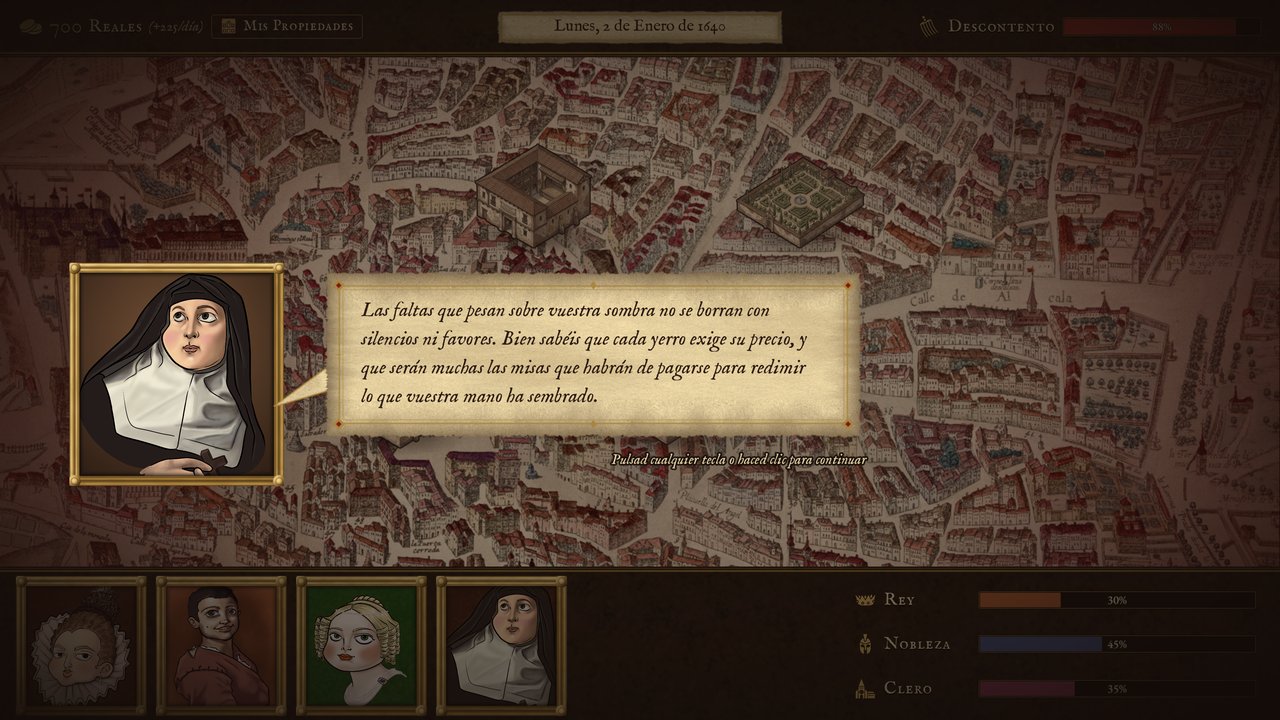 700 Reales (+225/día)
Mis Propiedades
Lunes, 2 de Enero de 1640
Descontento
88%
Calle de Al cala
Las faltas que pesan sobre vuestra sombra no se borran con
silencios ni favores. Bien sabéis que cada yerro exige su precio, y
que serán muchas las misas que habrán de pagarse para redimir
lo que vuestra mano ha sembrado.
Pulsad cualquier tecla o haced clic para continuar
Rey
30%
Nobleza
45%
Clero
35%